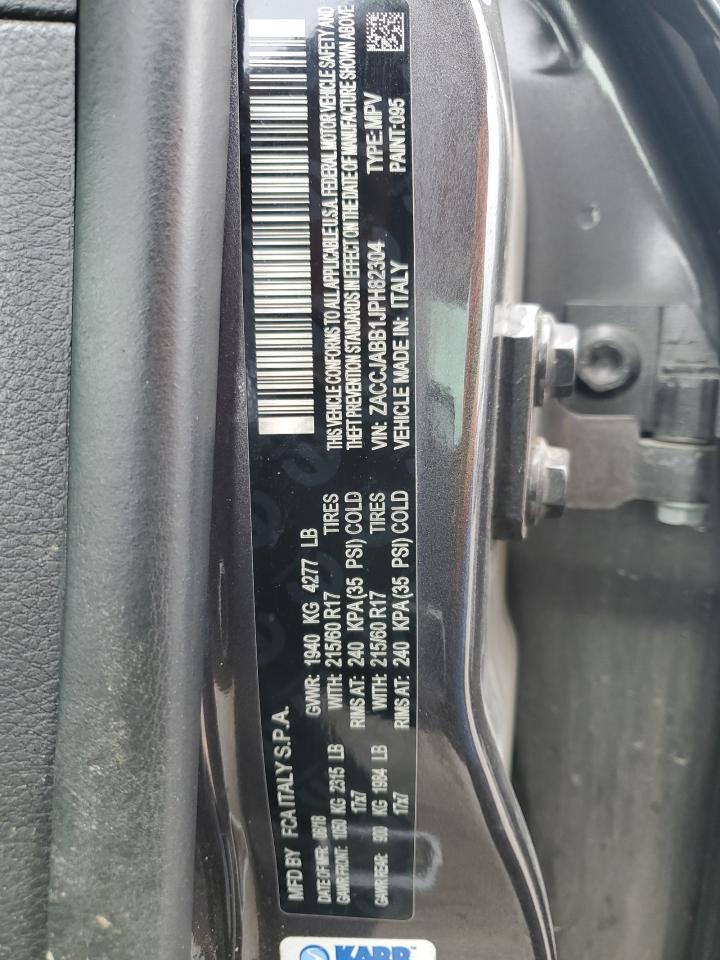 MFD BY FCA ITALY S.P.A.
DATE OF MFR: 06/18 GVWR: 1940 KG 4277 LB
GAWR FRONT: 1050 KG 2315 LB WITH: 215/60 R17 TIRES
17x7 RIMS AT: 240 KPA(35 PSI) COLD
GAWR REAR: 900 KG 1984 LB WITH: 215/60 R17 TIRES
17x7 RIMS AT: 240 KPA(35 PSI) COLD
THIS VEHICLE CONFORMS TO ALL APPLICABLE U.S.A. FEDERAL MOTOR VEHICLE SAFETY AND
THEFT PREVENTION STANDARDS IN EFFECT ON THE DATE OF MANUFACTURE SHOWN ABOVE
VIN: ZACCJABB1JPH82304 TYPE:MPV
VEHICLE MADE IN: ITALY PAINT:095
KARR